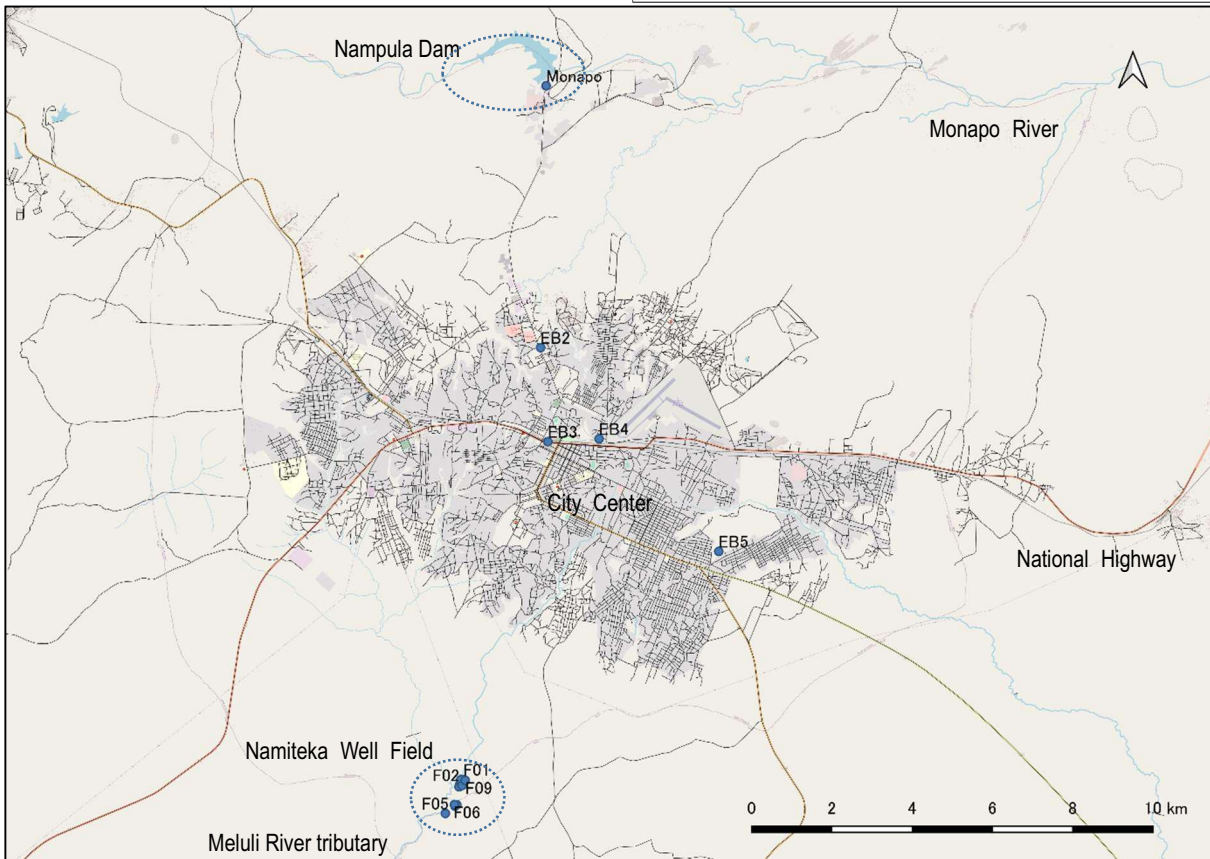 Nampula Dam
Monapo
Monapo River
EB2
EB3
EB4
City Center
EB5
National Highway
Namiteka Well Field
F01
F02
F09
F05
F06
Meluli River tributary
0 2 4 6 8 10 km